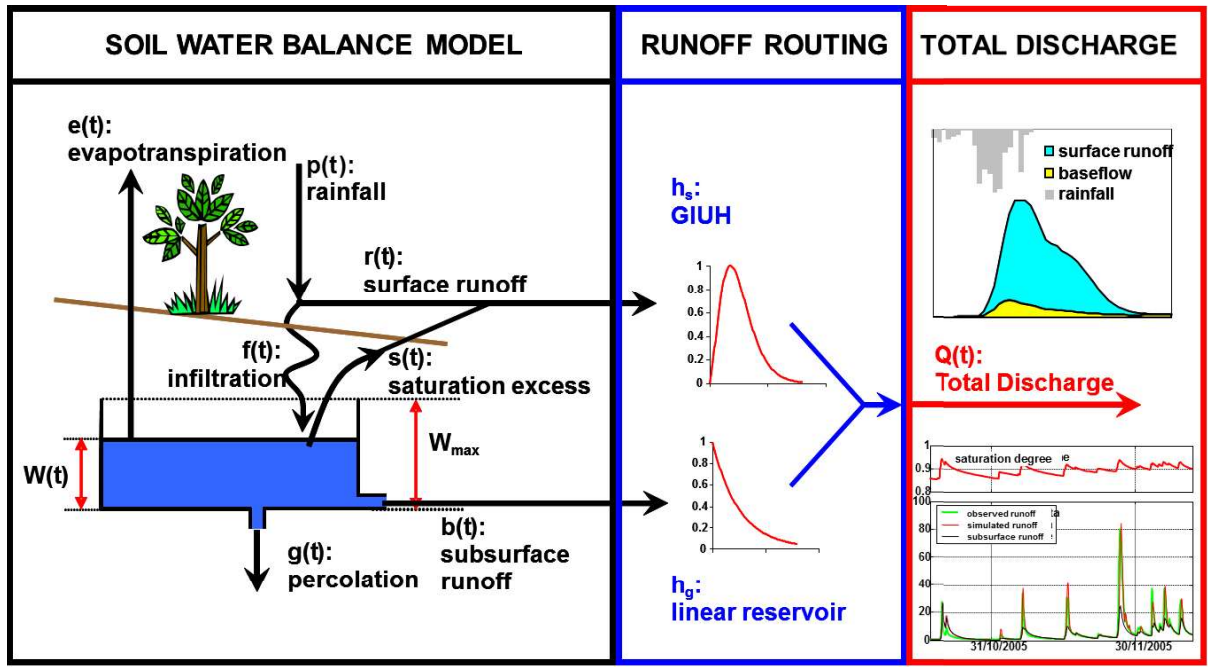 SOIL WATER BALANCE MODEL
RUNOFF ROUTING
TOTAL DISCHARGE
e(t):
evapotranspiration
p(t):
rainfall
r(t):
surface runoff
f(t):
infiltration
s(t):
saturation excess
W(t)
Wmax
g(t):
percolation
b(t):
subsurface
runoff
hs:
GIUH
1
0.8
0.6
0.4
0.2
0
1
0.8
0.6
0.4
0.2
0
hg:
linear reservoir
surface runoff
baseflow
rainfall
Q(t):
Total Discharge
1
0.9
0.8
saturation degree
100
80
60
40
20
0
observed runoff
simulated runoff
subsurface runoff
31/10/2005
30/11/2005